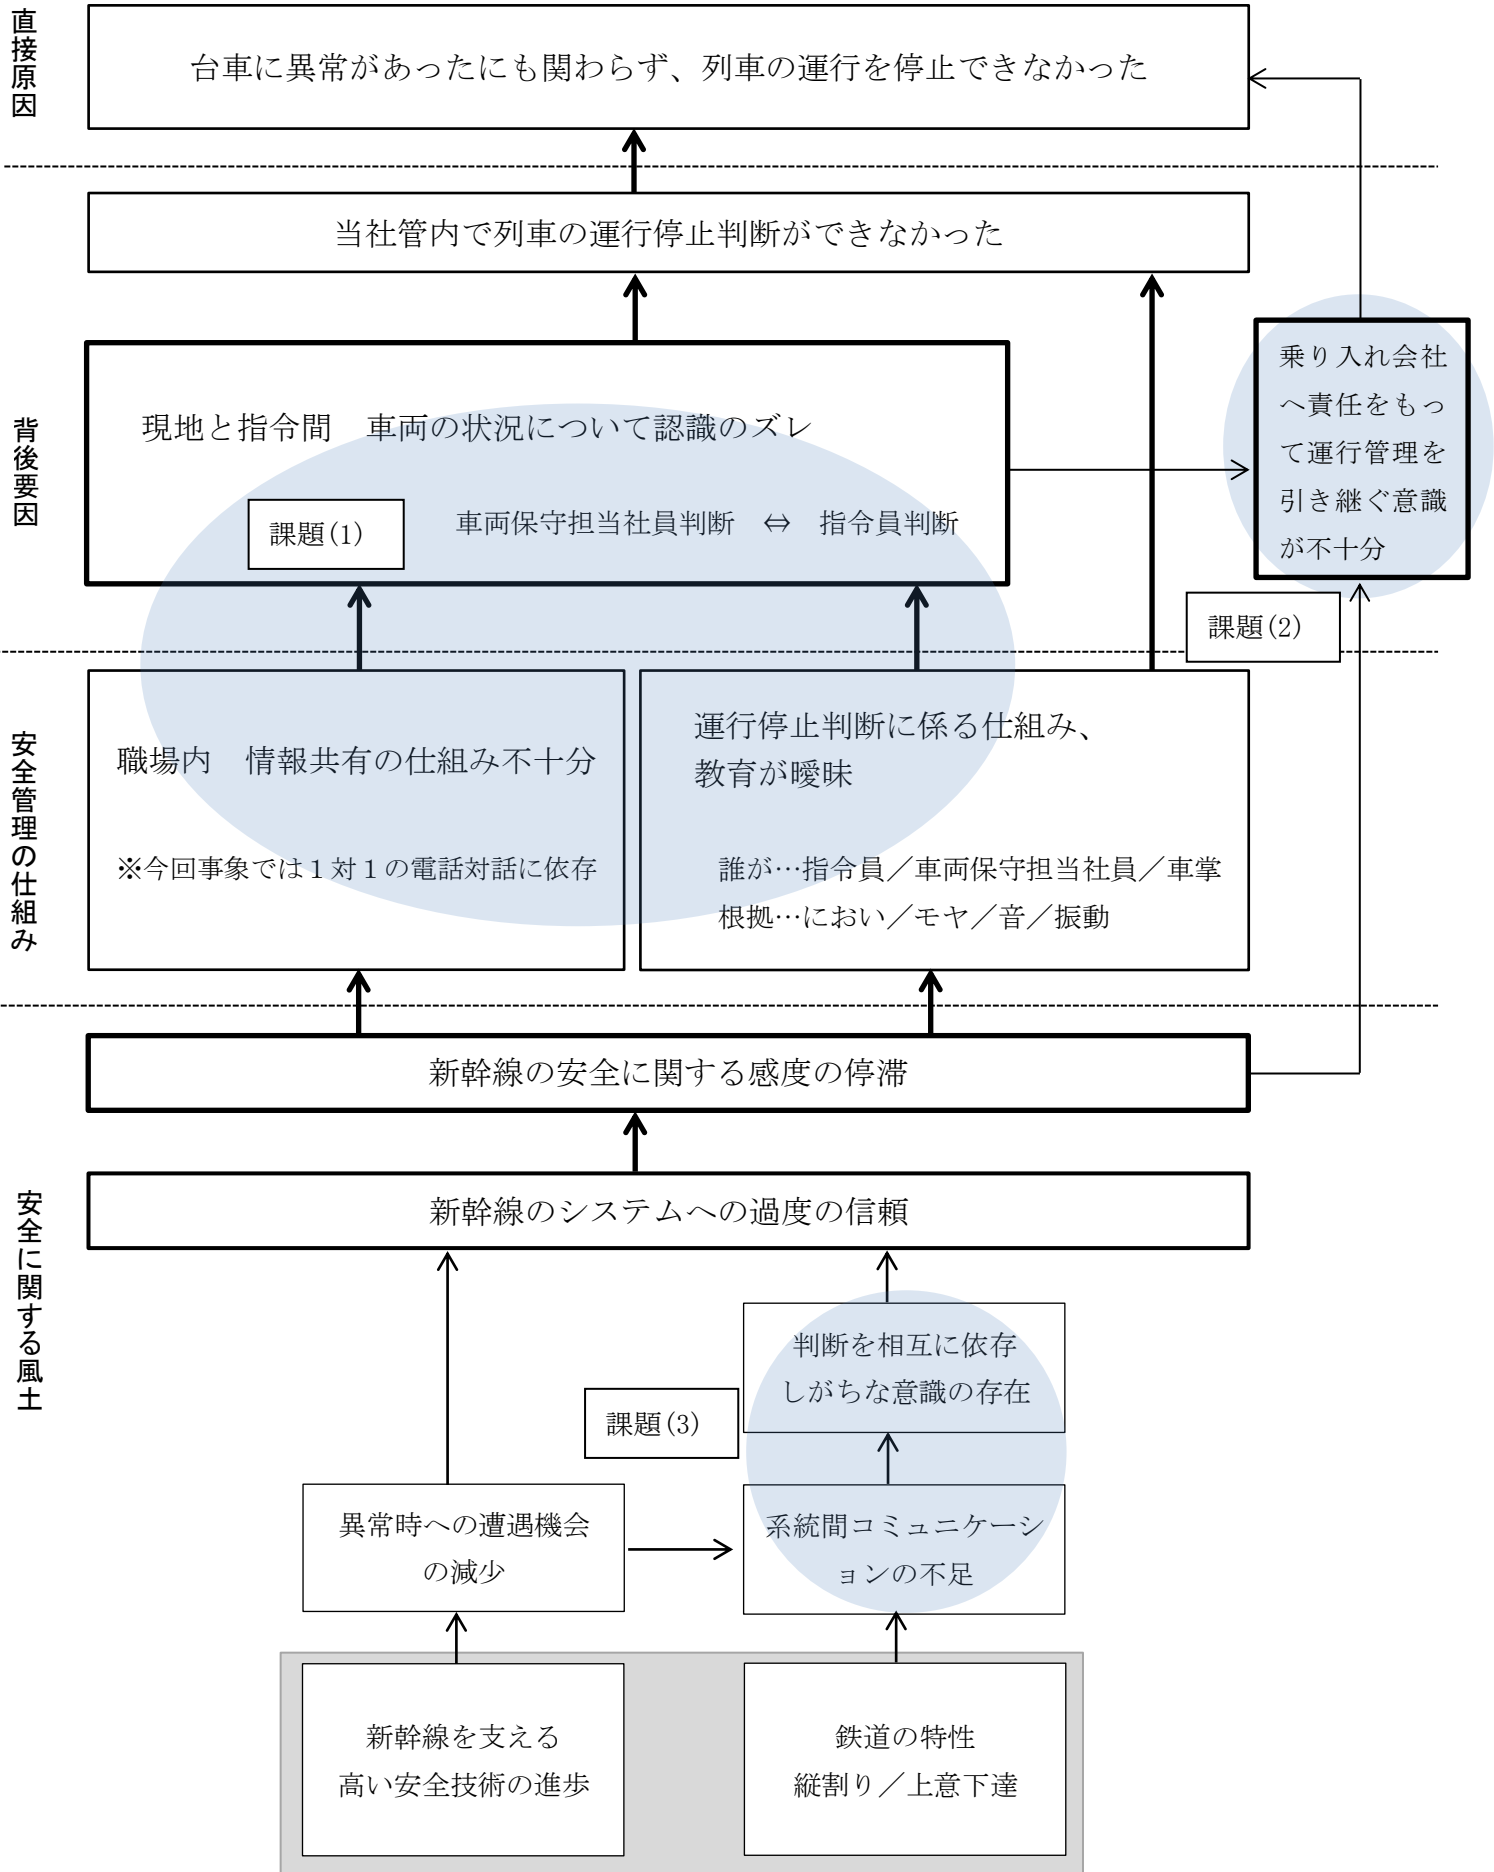 直接原因
台車に異常があったにも関わらず、列車の運行を停止できなかった
当社管内で列車の運行停止判断ができなかった
背後要因
現地と指令間　車両の状況について認識のズレ
課題(1)
車両保守担当社員判断　⇔　指令員判断
乗り入れ会社
へ責任をもっ
て運行管理を
引き継ぐ意識
が不十分
課題(2)
安全管理の仕組み
職場内　情報共有の仕組み不十分
※今回事象では１対１の電話対話に依存
運行停止判断に係る仕組み、
教育が曖昧
誰が…指令員／車両保守担当社員／車掌
根拠…におい／モヤ／音／振動
新幹線の安全に関する感度の停滞
新幹線のシステムへの過度の信頼
安全に関する風土
判断を相互に依存
しがちな意識の存在
課題(3)
異常時への遭遇機会
の減少
系統間コミュニケーシ
ョンの不足
新幹線を支える
高い安全技術の進歩
鉄道の特性
縦割り／上意下達